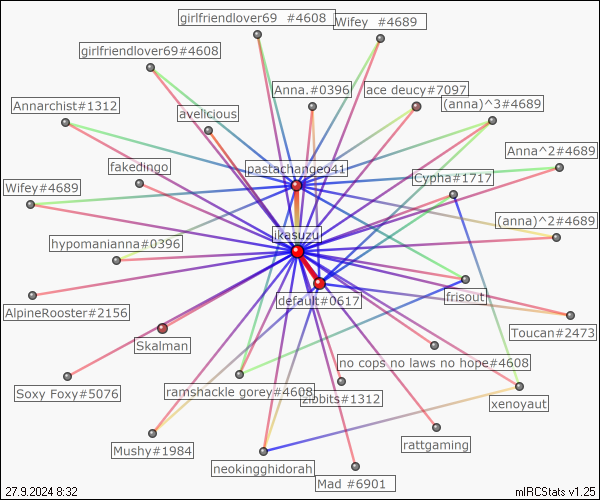 girlfriendlover69 #4608
Wifey #4689
girlfriendlover69#4608
Anna.#0396
ace deucy#7097
Annarchist#1312
avelicious
(anna)^3#4689
Anna^2#4689
fakedingo
pastachangeo41
Cypha#1717
Wifey#4689
(anna)^2#4689
jkasuzu
hypomanianna#0396
default#0617
frisout
AlpineRooster#2156
Toucan#2473
Skalman
no cops no laws no hope#4608
Soxy Foxy#5076
ramshackle gorey#4608
zibbits#1312
xenoyaut
Mushy#1984
rattgaming
neokingghidorah
Mad #6901
27.9.2024 8:32
mIRCStats v1.25